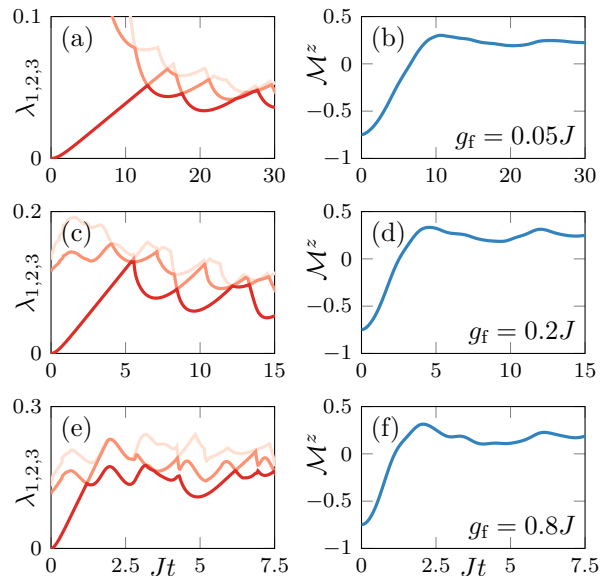 0.1
(a)
λ1,2,3
0
0 10 20 30
0.5
(b)
0
ℳᶻ
−0.5
gf = 0.05J
−1
0 10 20 30
0.2
(c)
λ1,2,3
0
0 5 10 15
0.5
(d)
0
ℳᶻ
−0.5
gf = 0.2J
−1
0 5 10 15
0.3
(e)
λ1,2,3
0
0 2.5 5 7.5
Jt
0.5
(f)
0
ℳᶻ
−0.5
gf = 0.8J
−1
0 2.5 5 7.5
Jt